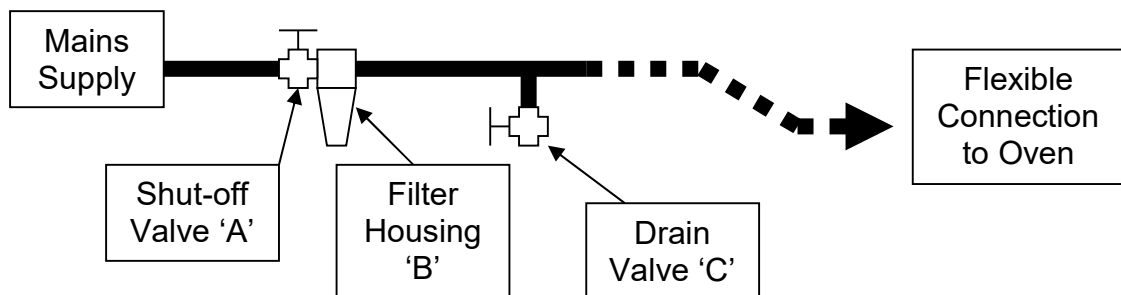 Mains
Supply
Shut-off
Valve ‘A’
Filter
Housing
‘B’
Drain
Valve ‘C’
Flexible
Connection
to Oven